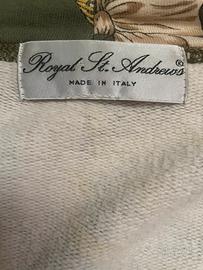 Royal St. Andrews®
MADE IN ITALY